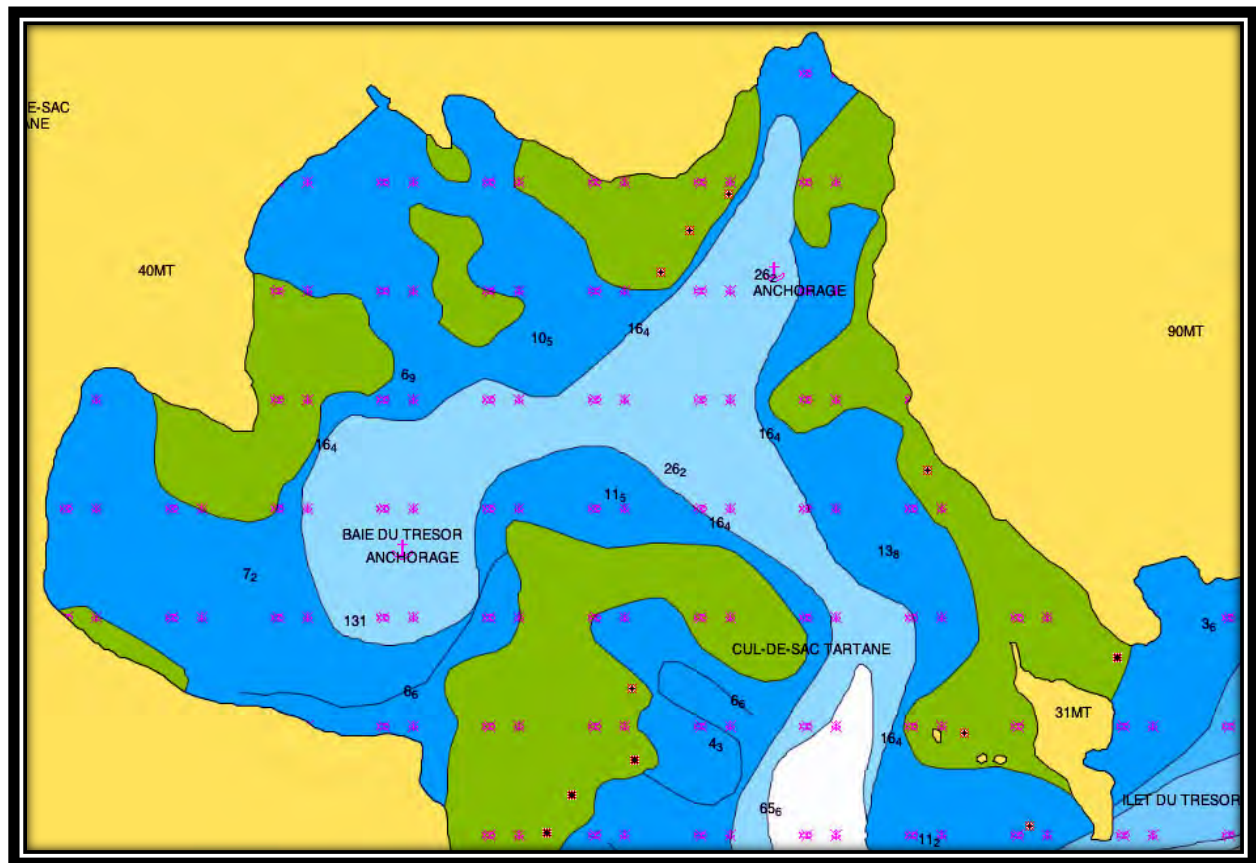 E-SAC
ANE
40MT
26₂
ANCHORAGE
16₄
10₅
90MT
6₉
16₄
16₄
26₂
11₅
16₄
BAIE DU TRESOR
ANCHORAGE
13₈
7₂
131
3₆
CUL-DE-SAC TARTANE
6₆
6₆
31MT
4₃
16₄
65₆
ILET DU TRESOR
11₂